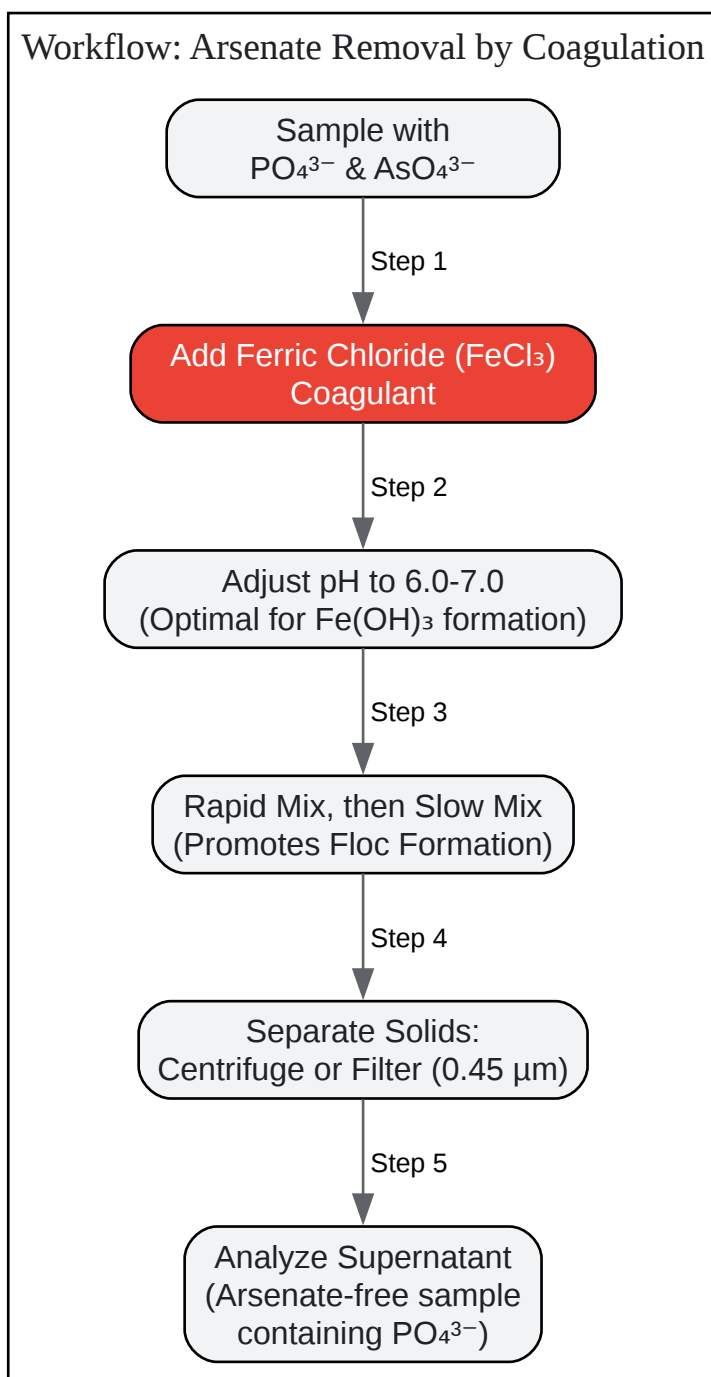 Workflow: Arsenate Removal by Coagulation
Sample with
PO₄³⁻ & AsO₄³⁻
Step 1
Add Ferric Chloride (FeCl₃)
Coagulant
Step 2
Adjust pH to 6.0-7.0
(Optimal for Fe(OH)₃ formation)
Step 3
Rapid Mix, then Slow Mix
(Promotes Floc Formation)
Step 4
Separate Solids:
Centrifuge or Filter (0.45 µm)
Step 5
Analyze Supernatant
(Arsenate-free sample
containing PO₄³⁻)